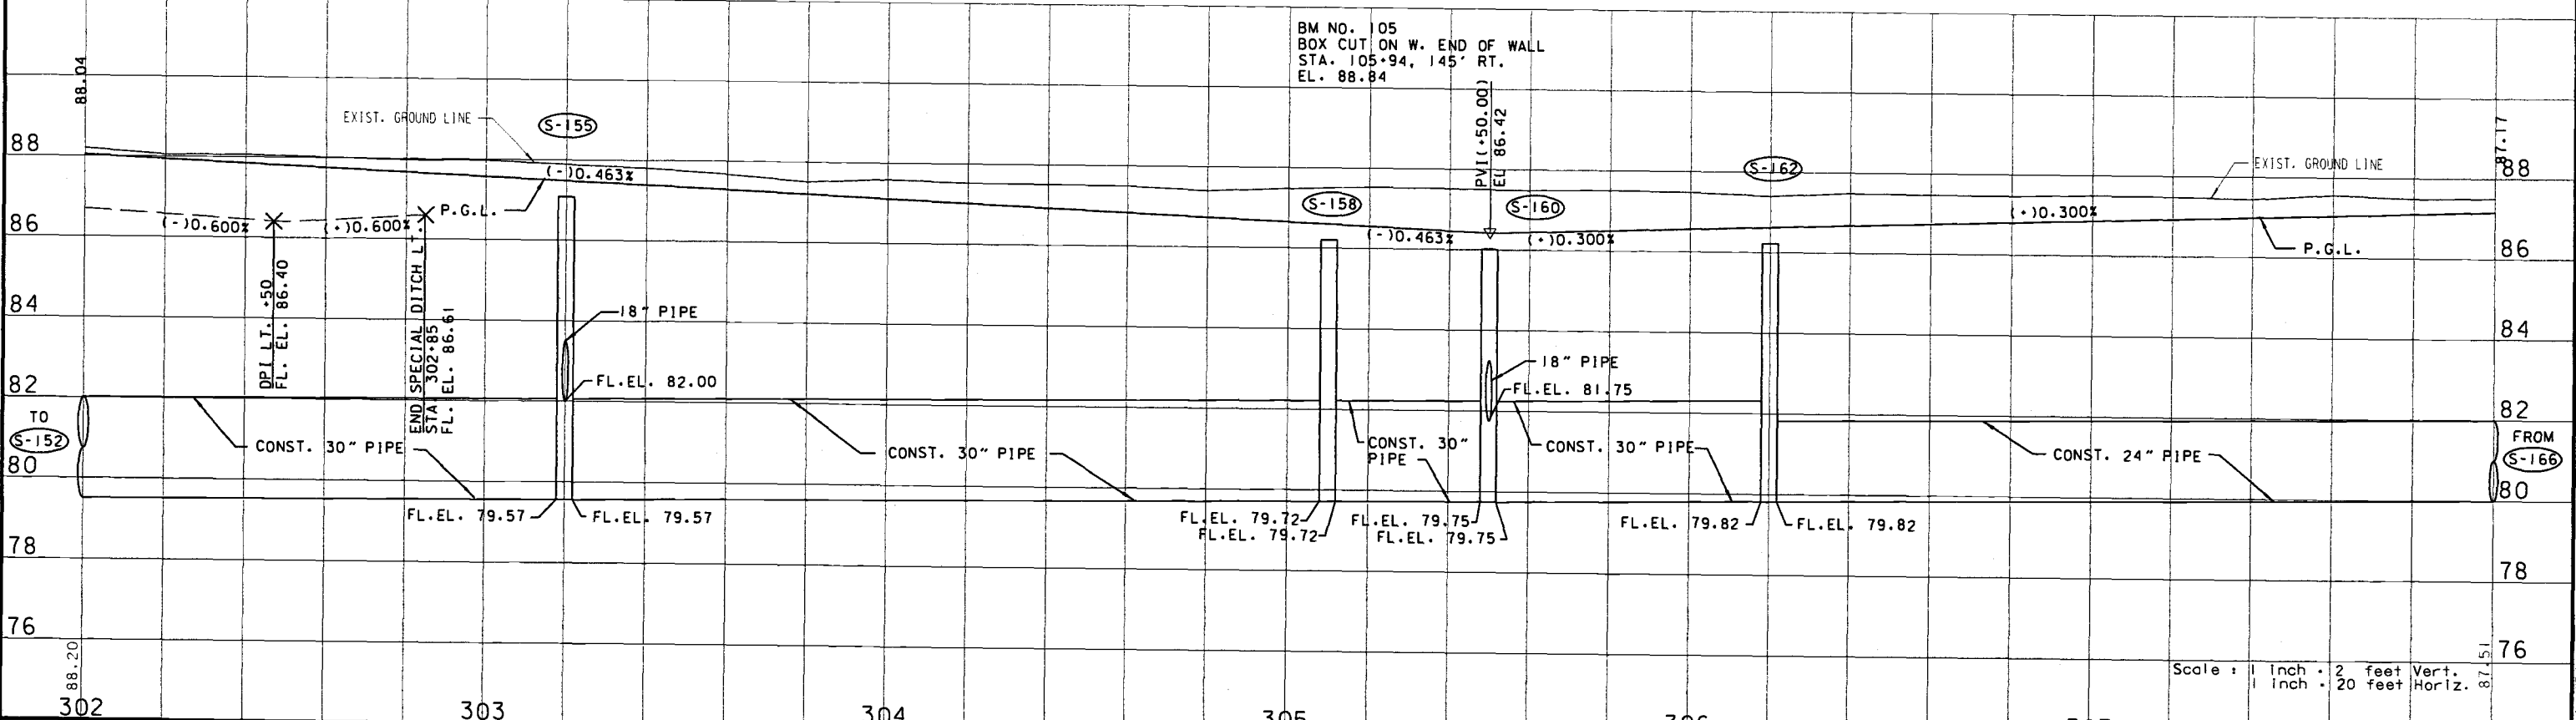 BM NO. 105
BOX CUT ON W. END OF WALL
STA. 105+94, 145' RT.
EL. 88.84
88.04
EXIST. GROUND LINE
S-155
PVI(+50.00)
EL 86.42
S-162
87.17
EXIST. GROUND LINE
88
88
(-)0.463%
P.G.L.
S-158
S-160
(+)0.300%
86
(-)0.600%
(+)0.600%
(-)0.463%
(+)0.300%
P.G.L.
86
DPI LT. +50
FL. EL. 86.40
END SPECIAL DITCH LT.
STA. 302+85
FL. EL. 86.61
84
18" PIPE
84
18" PIPE
82
FL.EL. 82.00
FL.EL. 81.75
82
TO
S-152
CONST. 30" PIPE
CONST. 30" PIPE
CONST. 30"
PIPE
CONST. 30" PIPE
CONST. 24" PIPE
FROM
S-166
80
80
FL.EL. 79.57
FL.EL. 79.57
FL.EL. 79.72
FL.EL. 79.72
FL.EL. 79.75
FL.EL. 79.75
FL.EL. 79.82
FL.EL. 79.82
78
78
76
76
88.20
87.51
Scale : 1 inch = 2 feet Vert.
1 inch = 20 feet Horiz.
302
303
304
305
306